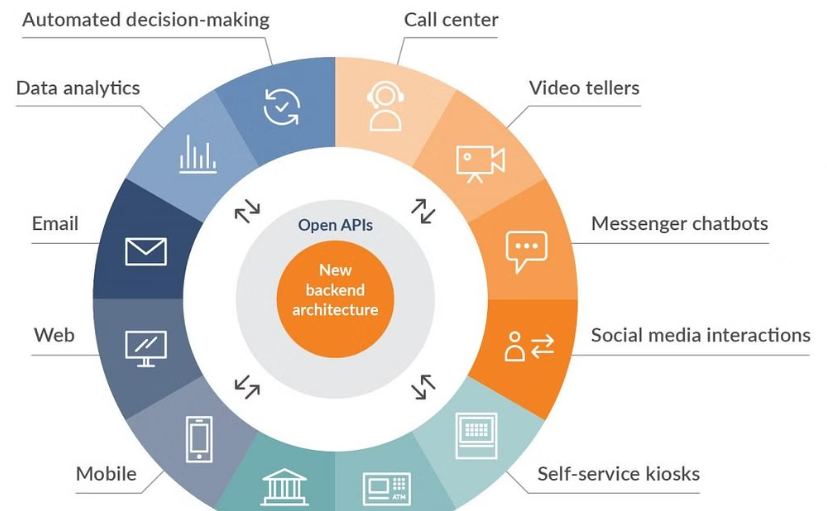 Automated decision-making
Call center
Data analytics
Video tellers
Email
Open APIs
Messenger chatbots
New
backend
architecture
Web
Social media interactions
Mobile
Self-service kiosks
ATM